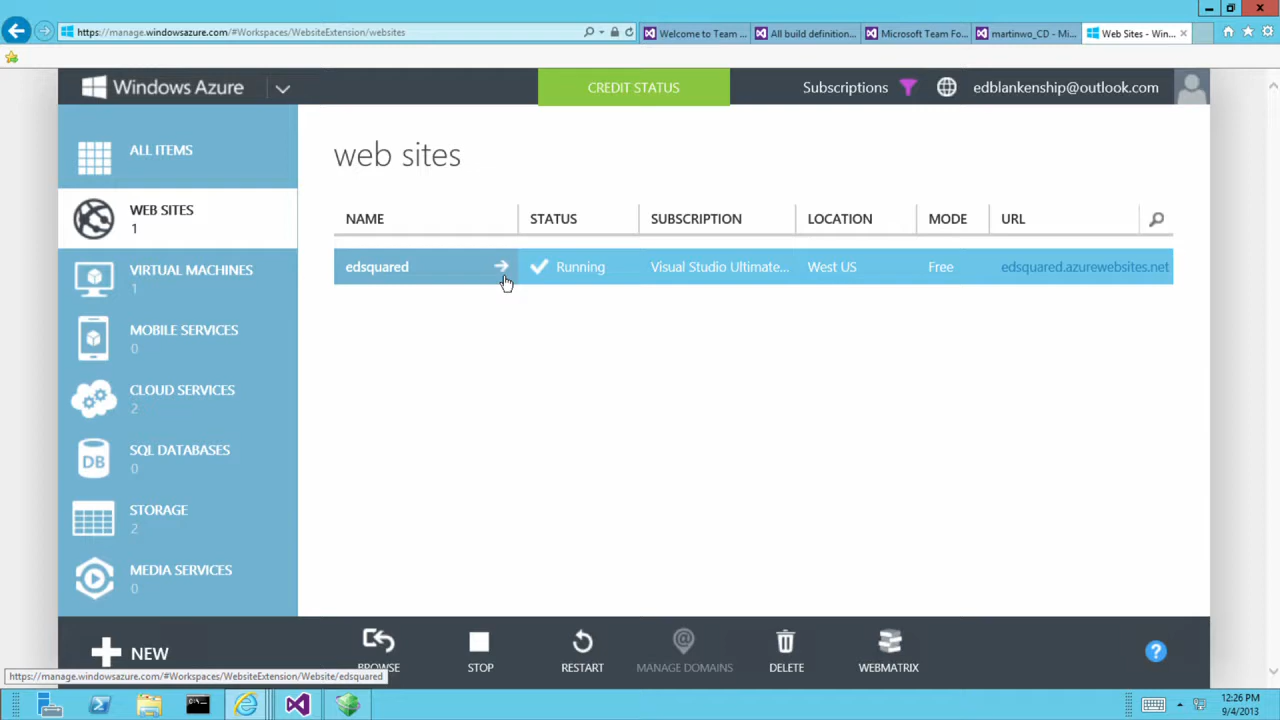 https://manage.windowsazure.com/#Workspaces/WebsiteExtension/websites
Welcome to Team ...
All build definition...
Microsoft Team Fo...
martinwo_CD - Mi...
Web Sites - Win...
Windows Azure
CREDIT STATUS
Subscriptions
edblankenship@outlook.com
ALL ITEMS
WEB SITES
1
VIRTUAL MACHINES
1
MOBILE SERVICES
0
CLOUD SERVICES
2
SQL DATABASES
0
DB
STORAGE
2
MEDIA SERVICES
0
web sites
NAME STATUS SUBSCRIPTION LOCATION MODE URL
edsquared Running Visual Studio Ultimate... West US Free edsquared.azurewebsites.net
NEW
BROWSE
STOP
RESTART
MANAGE DOMAINS
DELETE
WEBMATRIX
?
https://manage.windowsazure.com/#Workspaces/WebsiteExtension/Website/edsquared
12:26 PM
9/4/2013